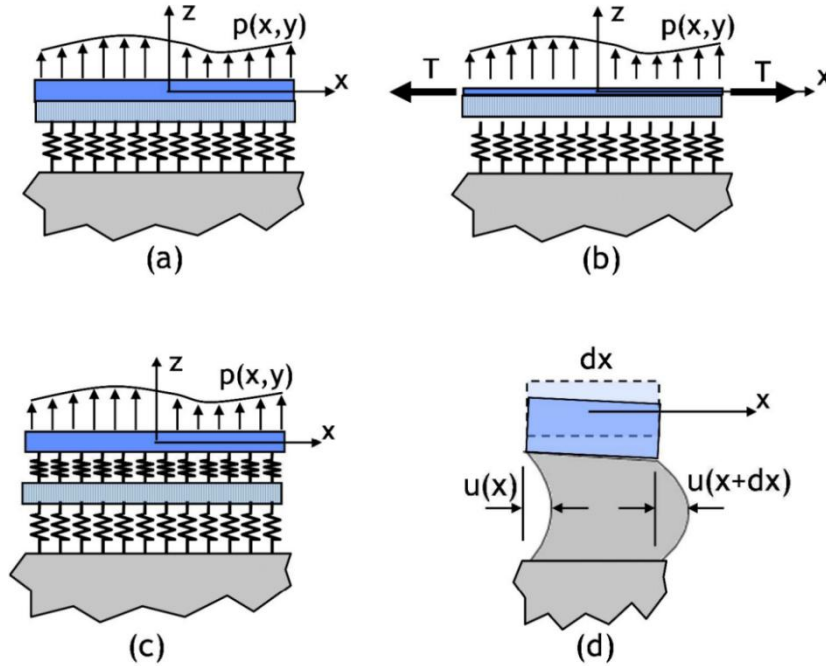 z
p(x,y)
x
(a)
z
p(x,y)
T
T
x
(b)
z
p(x,y)
x
(c)
dx
x
u(x)
u(x+dx)
(d)